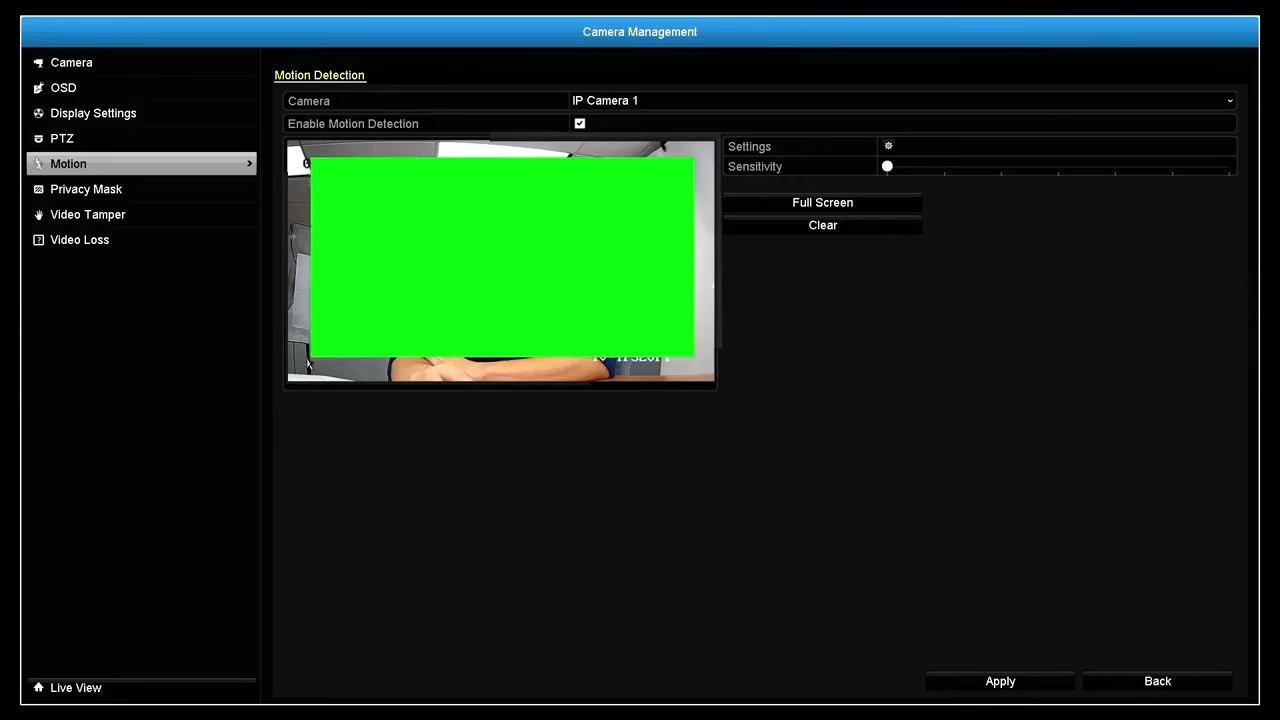 Camera Management
Camera
OSD
Display Settings
PTZ
Motion
Privacy Mask
Video Tamper
Video Loss
Live View
Motion Detection
Camera IP Camera 1
Enable Motion Detection
Settings
Sensitivity
Full Screen
Clear
Apply
Back